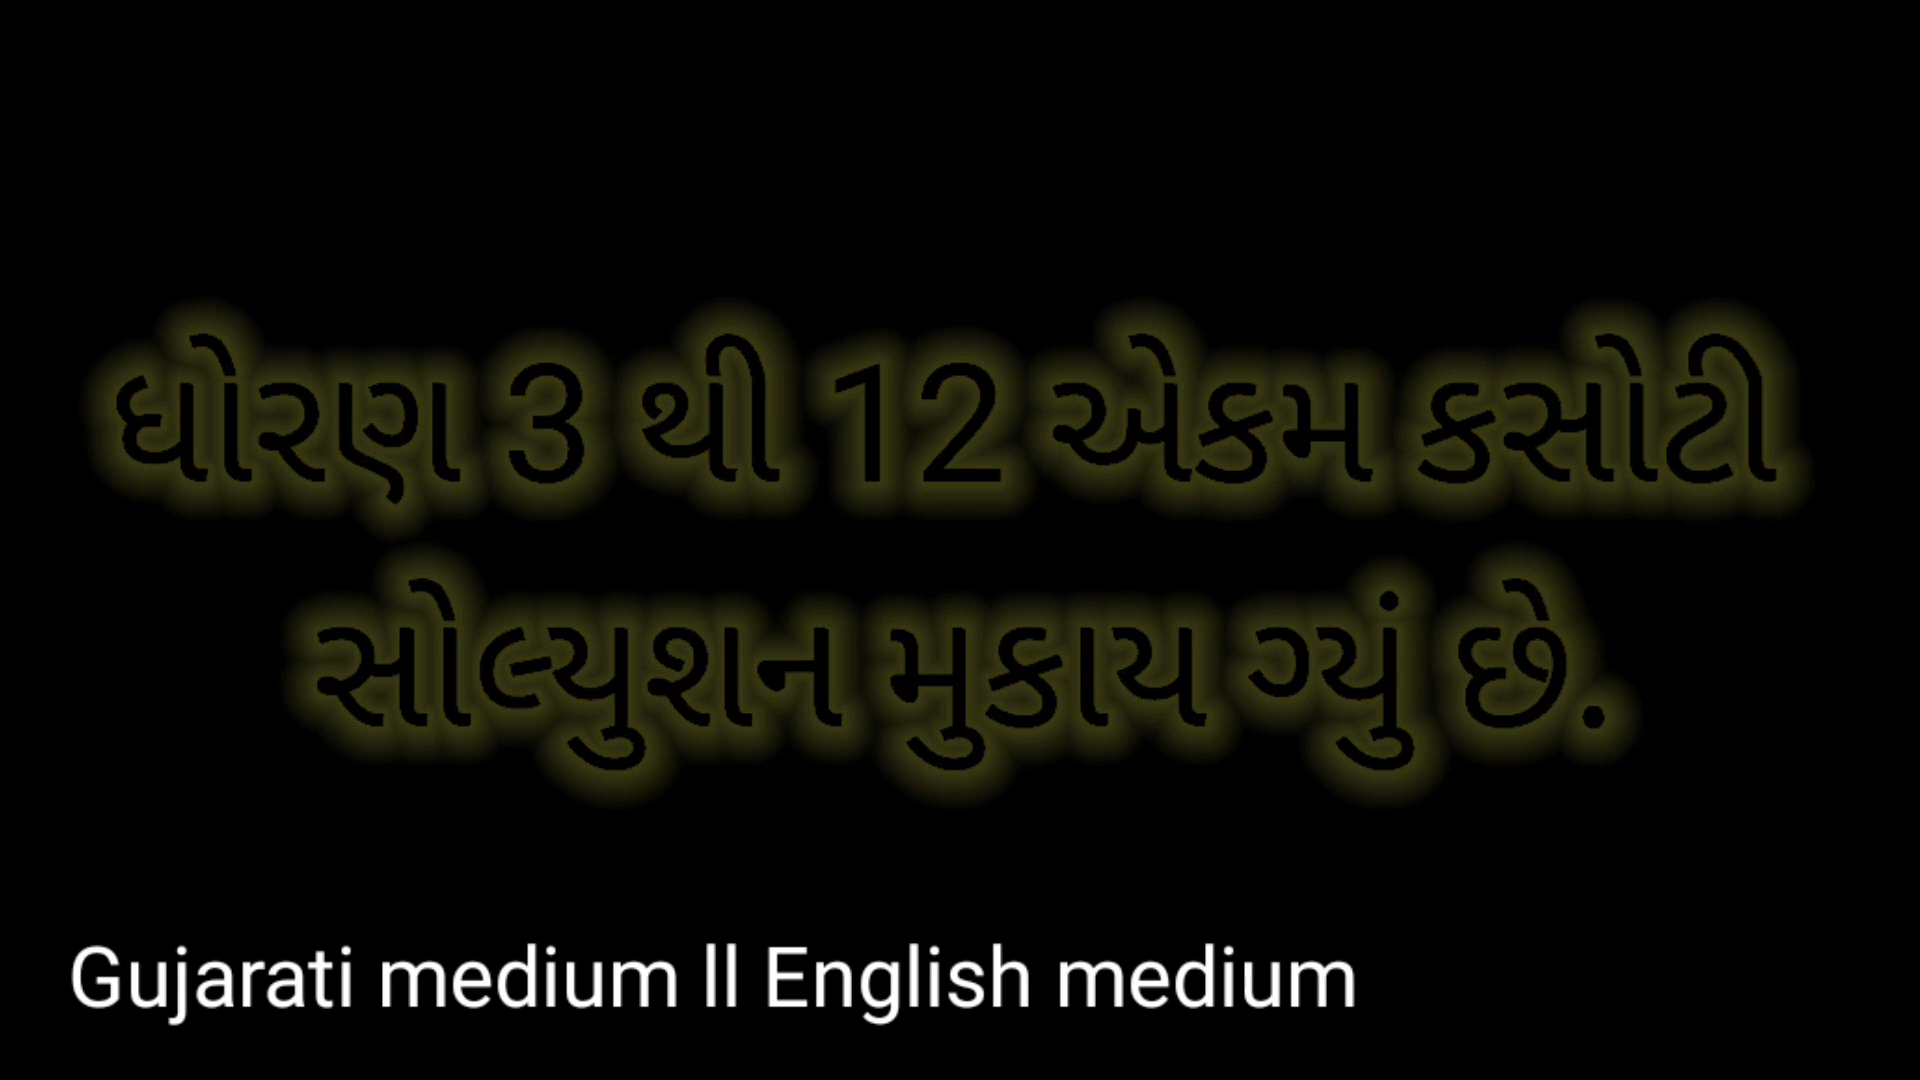 ધોરણ 3 થી 12 એકમ કસોટી
સોલ્યુશન મુકાય ગ્યું છે.
Gujarati medium ll English medium